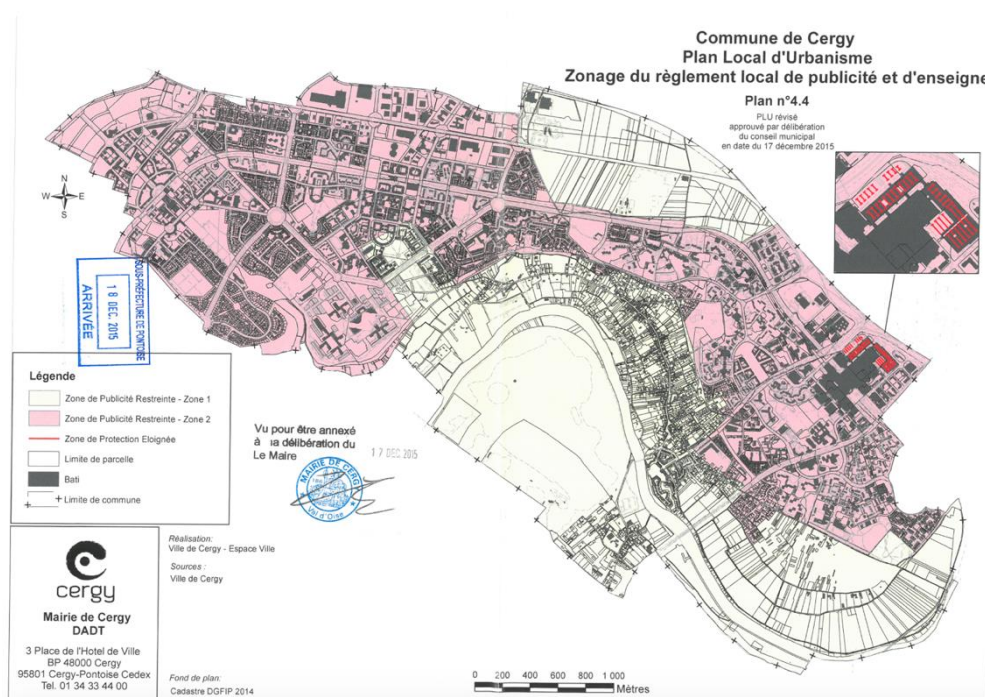 Commune de Cergy
Plan Local d'Urbanisme
Zonage du règlement local de publicité et d'enseigne
Plan n°4.4
PLU révisé
approuvé par délibération
du conseil municipal
en date du 17 décembre 2015
N
W E
S
SOUS-PRÉFECTURE DE PONTOISE
18 DEC. 2015
ARRIVÉE
Légende
Zone de Publicité Restreinte - Zone 1
Zone de Publicité Restreinte - Zone 2
Zone de Protection Eloignée
Limite de parcelle
Bati
Limite de commune
Vu pour être annexé
à la délibération du
Le Maire
17 DEC. 2015
MAIRIE DE CERGY
Val d'Oise
cergy
Mairie de Cergy
DADT
3 Place de l'Hotel de Ville
BP 48000 Cergy
95801 Cergy-Pontoise Cedex
Tel. 01 34 33 44 00
Réalisation:
Ville de Cergy - Espace Ville
Sources :
Ville de Cergy
Fond de plan:
Cadastre DGFIP 2014
0 200 400 600 800 1 000
Mètres